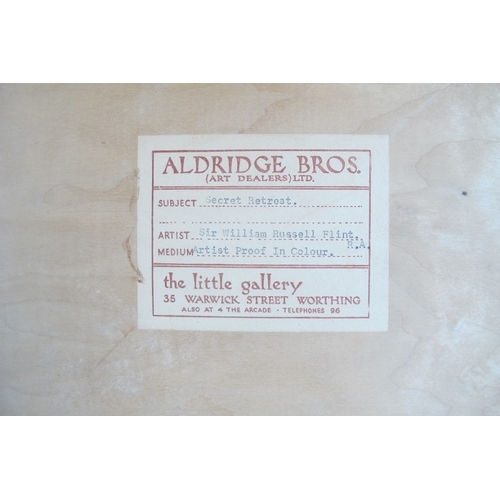 ALDRIDGE BROS.
(ART DEALERS) LTD.
SUBJECT Secret Retreat.
ARTIST Sir William Russell Flint. R.A.
MEDIUM Artist Proof In Colour.
the little gallery
35 WARWICK STREET WORTHING
ALSO AT 4 THE ARCADE · TELEPHONES 96